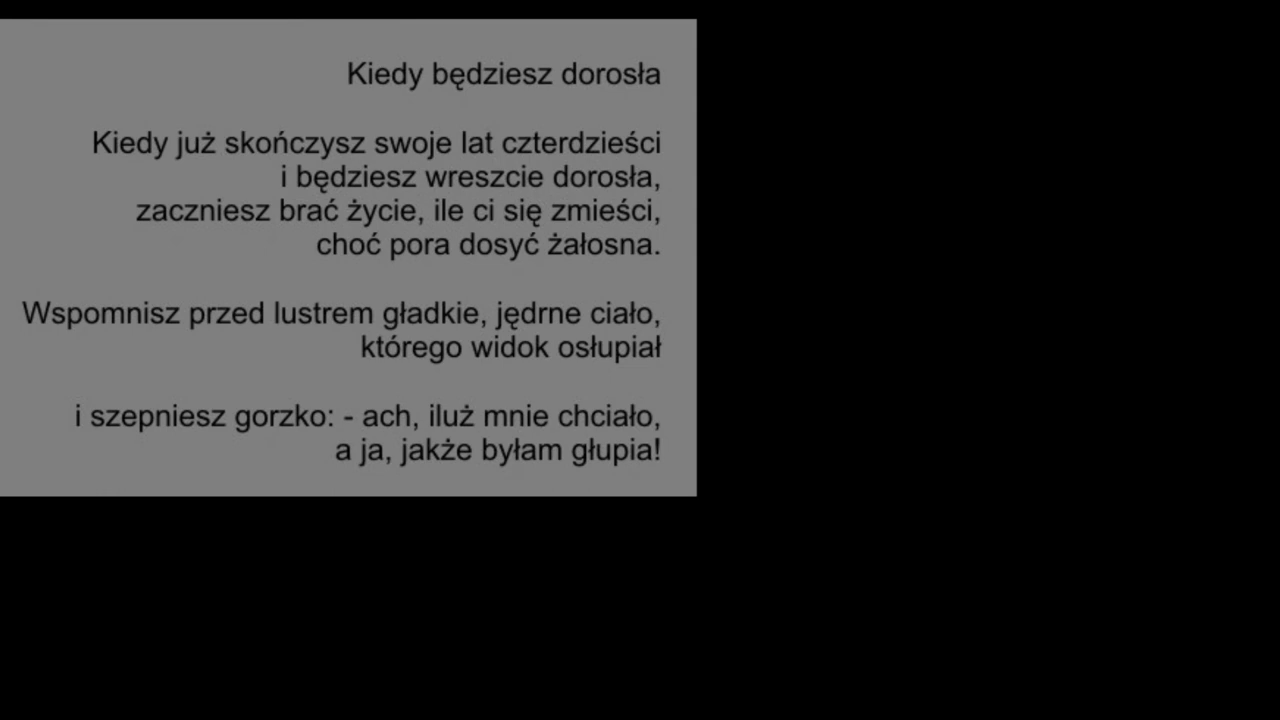 Kiedy będziesz dorosła
Kiedy już skończysz swoje lat czterdzieści
i będziesz wreszcie dorosła,
zaczniesz brać życie, ile ci się zmieści,
choć pora dosyć żałosna.
Wspomnisz przed lustrem gładkie, jędrne ciało,
którego widok osłupiał
i szepniesz gorzko: - ach, iluż mnie chciało,
a ja, jakże byłam głupia!